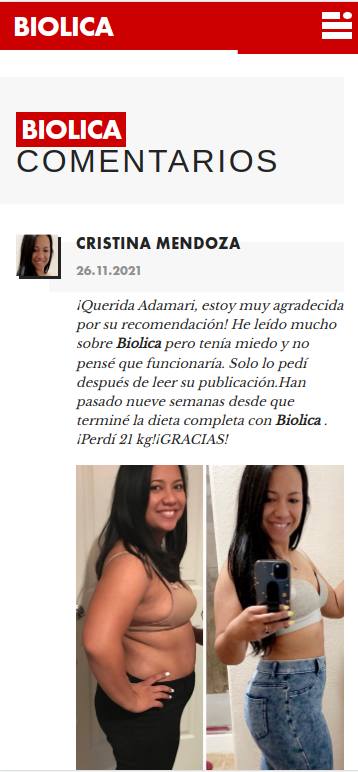 BIOLICA
BIOLICA
COMENTARIOS
CRISTINA MENDOZA
26.11.2021
¡Querida Adamari, estoy muy agradecida
por su recomendación! He leído mucho
sobre Biolica pero tenía miedo y no
pensé que funcionaría. Solo lo pedí
después de leer su publicación.Han
pasado nueve semanas desde que
terminé la dieta completa con Biolica .
¡Perdí 21 kg!¡GRACIAS!